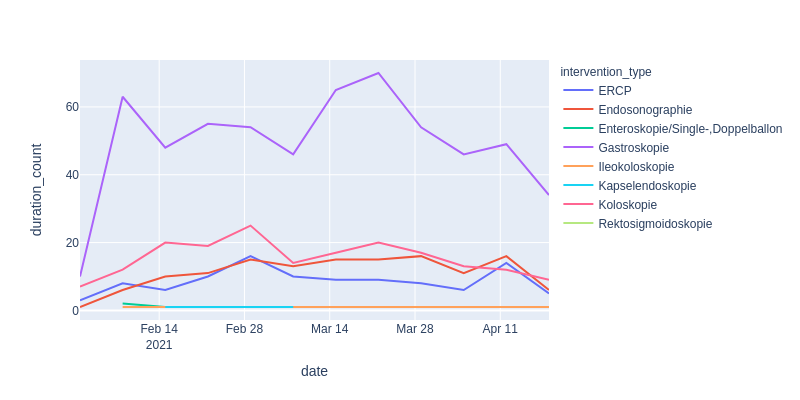 duration_count
60
40
20
0
Feb 14
2021
Feb 28
Mar 14
Mar 28
Apr 11
date
intervention_type
ERCP
Endosonographie
Enteroskopie/Single-,Doppelballon
Gastroskopie
Ileokoloskopie
Kapselendoskopie
Koloskopie
Rektosigmoidoskopie